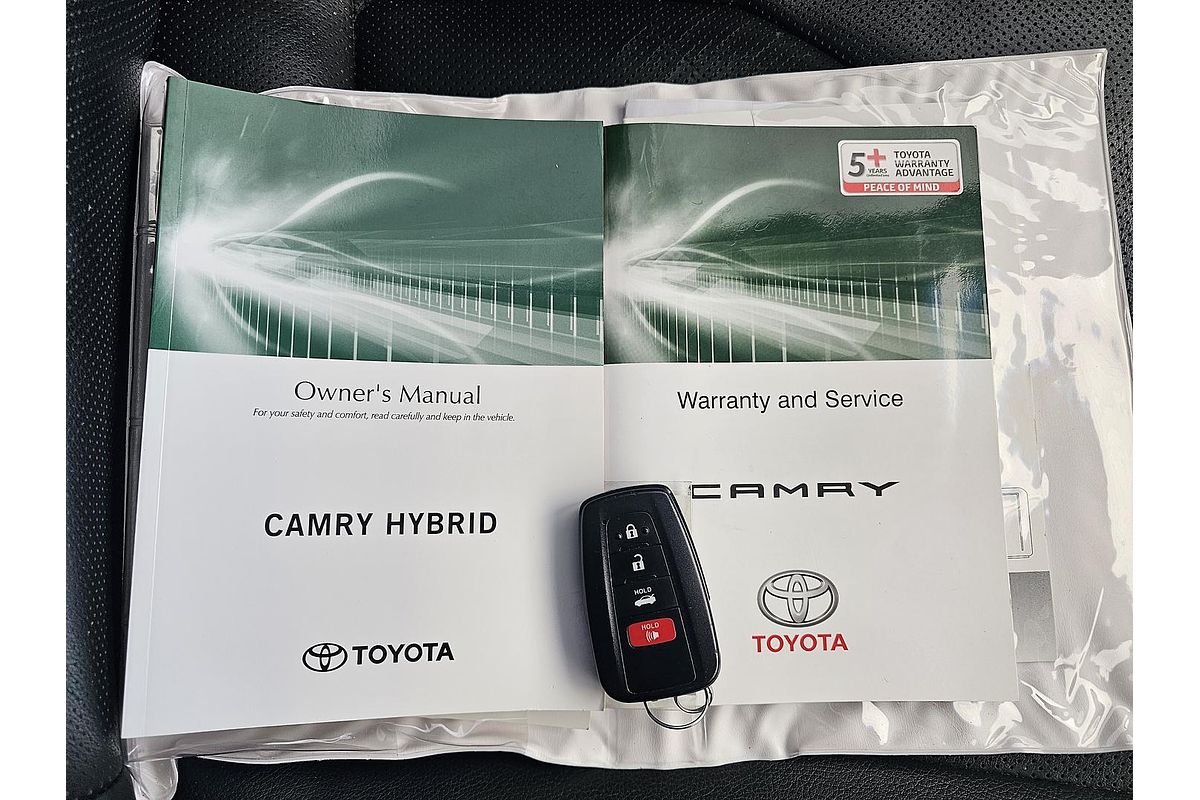 Owner's Manual
For your safety and comfort, read carefully and keep in the vehicle.
CAMRY HYBRID
TOYOTA
5+
YEARS
TOYOTA
WARRANTY
ADVANTAGE
PEACE OF MIND
Warranty and Service
CAMRY
TOYOTA
HOLD
HOLD